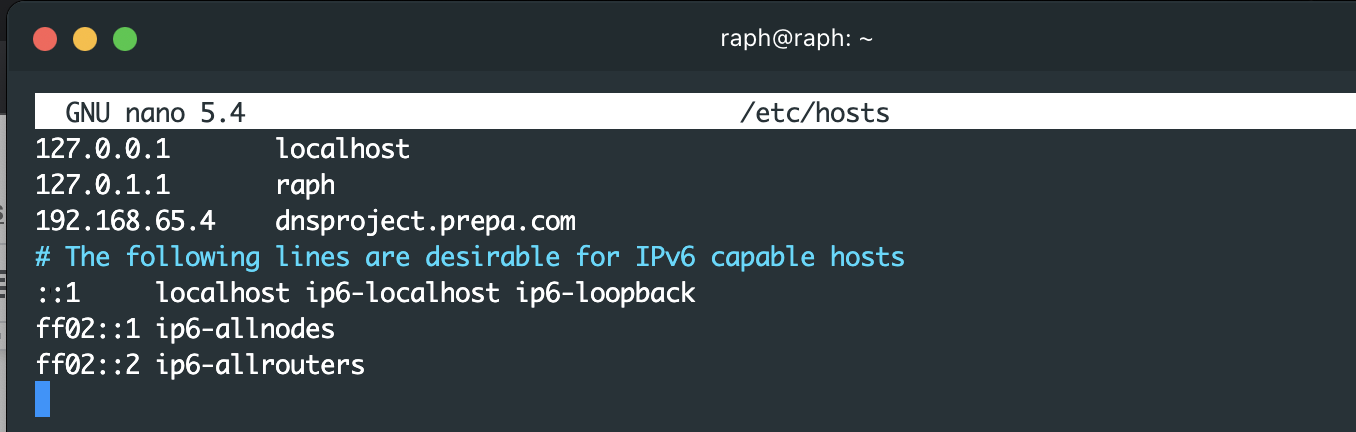 raph@raph: ~
GNU nano 5.4 /etc/hosts
127.0.0.1 localhost
127.0.1.1 raph
192.168.65.4 dnsproject.prepa.com
# The following lines are desirable for IPv6 capable hosts
::1 localhost ip6-localhost ip6-loopback
ff02::1 ip6-allnodes
ff02::2 ip6-allrouters